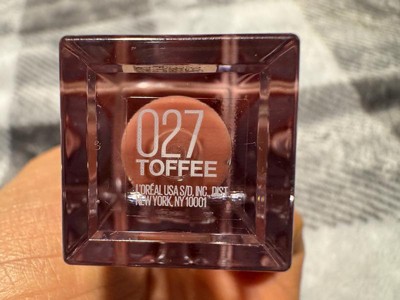 027
TOFFEE
L'ORÉAL USA S/D, INC. DIST.
NEW YORK, NY 10001